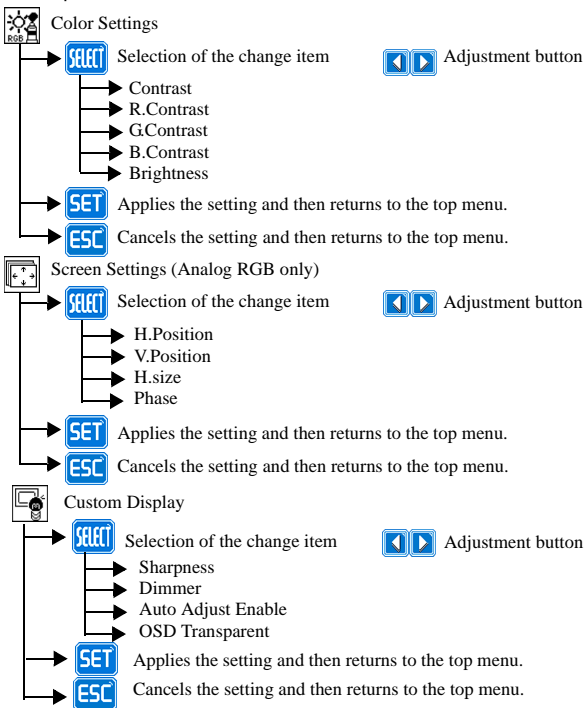 RGB Color Settings
SELECT Selection of the change item Adjustment button
Contrast
R.Contrast
G.Contrast
B.Contrast
Brightness
SET Applies the setting and then returns to the top menu.
ESC Cancels the setting and then returns to the top menu.
Screen Settings (Analog RGB only)
SELECT Selection of the change item Adjustment button
H.Position
V.Position
H.size
Phase
SET Applies the setting and then returns to the top menu.
ESC Cancels the setting and then returns to the top menu.
Custom Display
SELECT Selection of the change item Adjustment button
Sharpness
Dimmer
Auto Adjust Enable
OSD Transparent
SET Applies the setting and then returns to the top menu.
ESC Cancels the setting and then returns to the top menu.